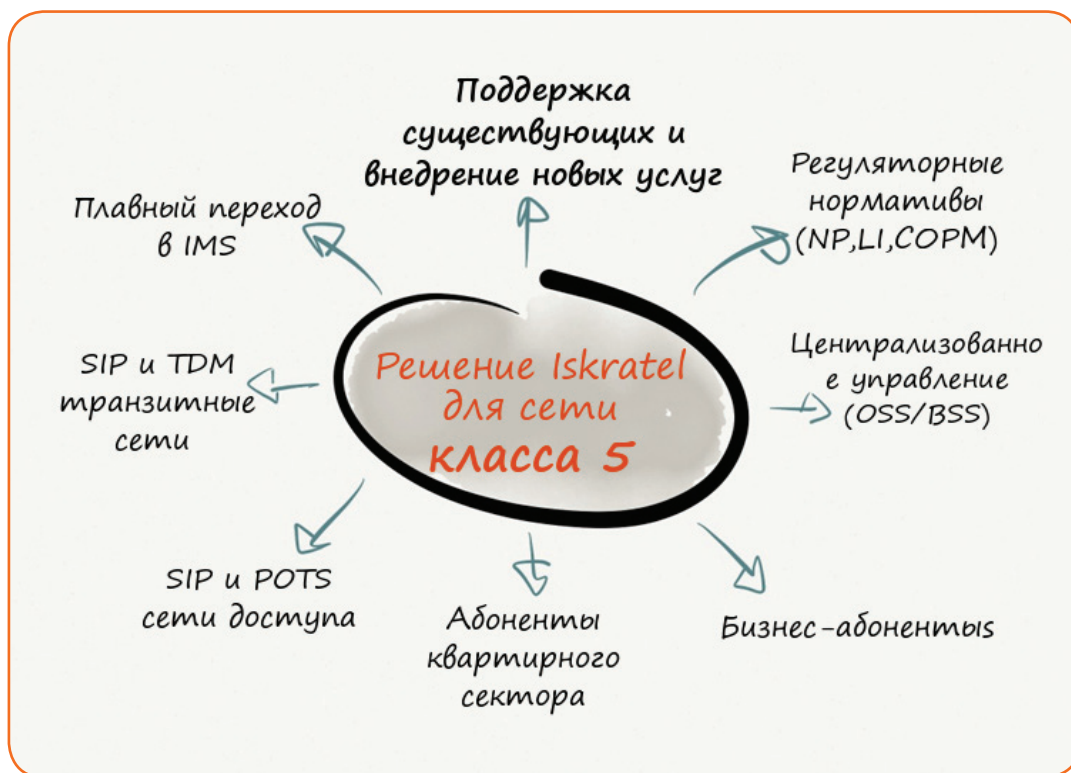 Поддержка
существующих и
внедрение новых услуг
Регуляторные
нормативы
(NP,LI,СОРМ)
Плавный переход
в IMS
SIP и TDM
транзитные
сети
Решение Iskratel
для сети
класса 5
Централизованно
е управление
(OSS/BSS)
SIP и POTS
сети доступа
Абоненты
квартирного
сектора
Бизнес-абонентыs